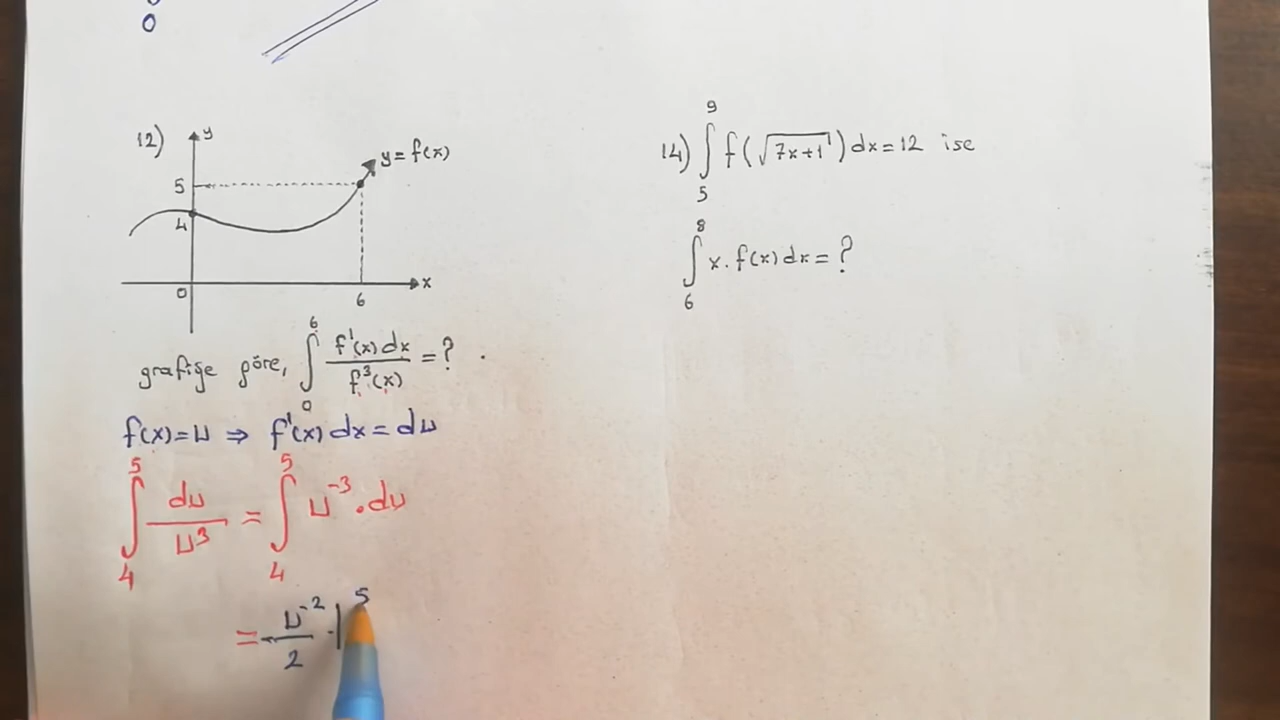 0
12)
y
y=f(x)
5
4
0
6
x
grafiğe göre, ∫₀⁶ f'(x)dx / f³(x) = ? .
f(x)=u ⇒ f'(x) dx = du
∫₄⁵ du / u³ = ∫₄⁵ u⁻³ . du
= - u⁻² / 2 . |⁵
14) ∫₅⁹ f(√7x+1) dx = 12 ise
∫₆⁸ x . f(x) dx = ?